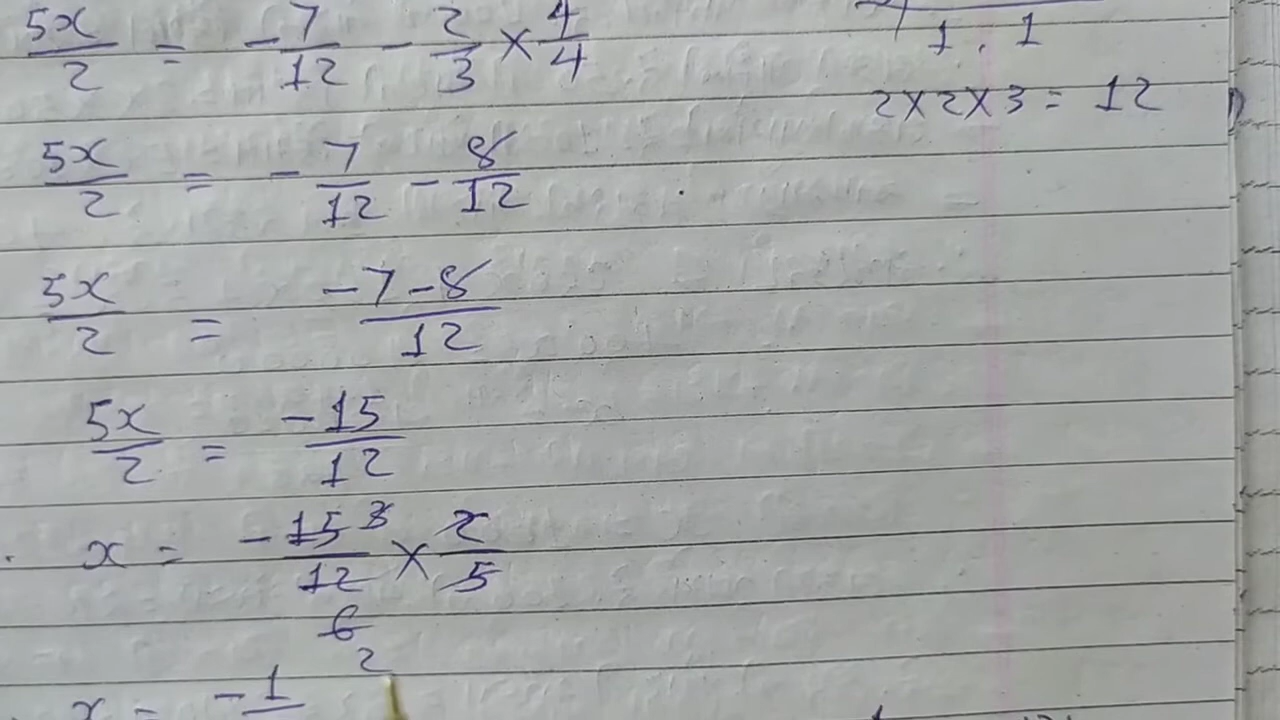 5x/2 = -7/12 - 2/3 × 4/4
1 . 1
2×2×3 = 12
5x/2 = - 7/12 - 8/12
5x/2 = -7-8/12
5x/2 = -15/12
x = -15 3/12 × 2/5
6
2
x = -1